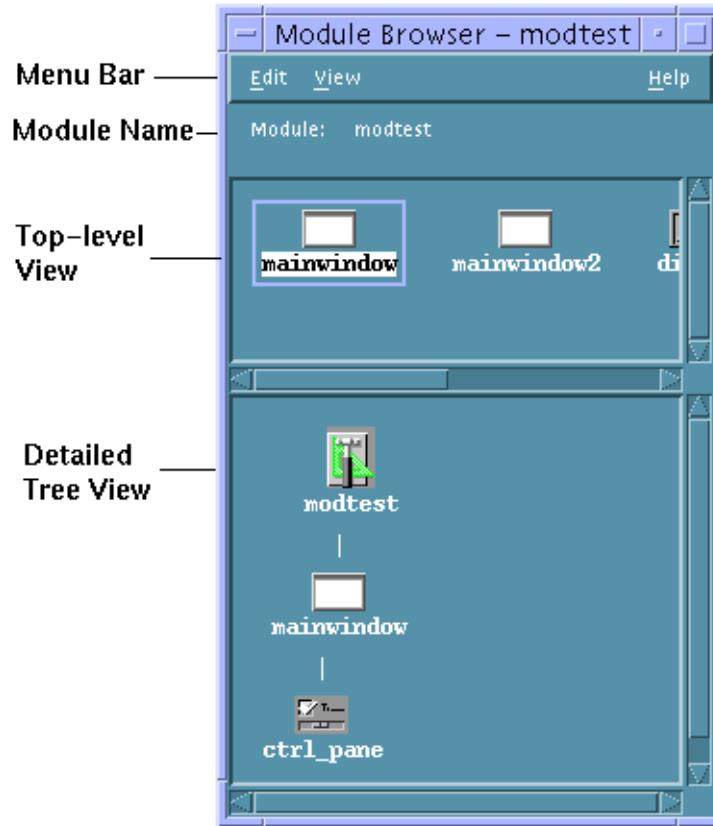 Module Browser – modtest
Menu Bar
Edit View Help
Module Name
Module: modtest
Top-level
View
mainwindow mainwindow2 di
Detailed
Tree View
modtest
mainwindow
ctrl_pane